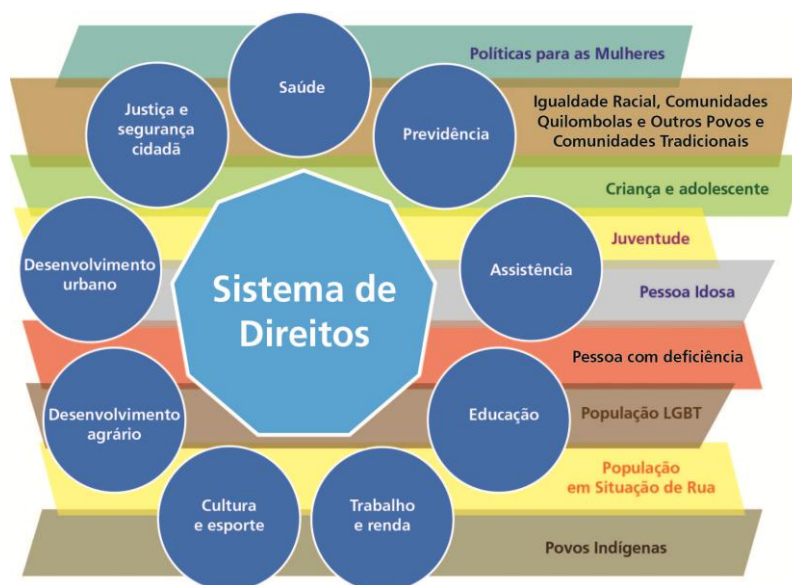 Políticas para as Mulheres
Saúde
Justiça e
segurança
cidadã
Previdência
Igualdade Racial, Comunidades
Quilombolas e Outros Povos e
Comunidades Tradicionais
Criança e adolescente
Juventude
Desenvolvimento
urbano
Sistema de
Direitos
Assistência
Pessoa Idosa
Pessoa com deficiência
Desenvolvimento
agrário
Educação
População LGBT
População
em Situação de Rua
Cultura
e esporte
Trabalho
e renda
Povos Indígenas